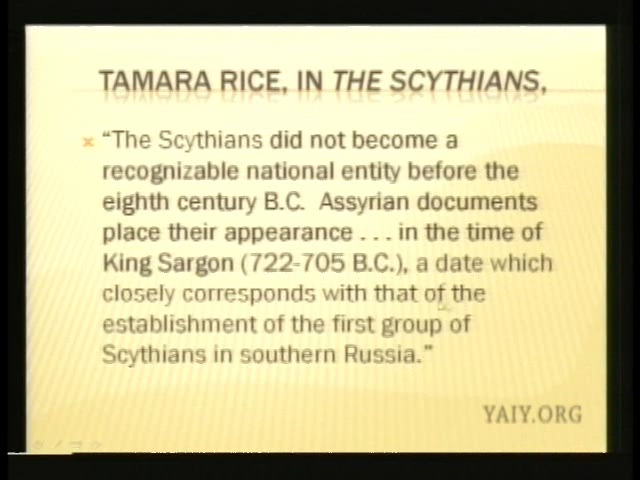 TAMARA RICE, IN THE SCYTHIANS,
“The Scythians did not become a
recognizable national entity before the
eighth century B.C. Assyrian documents
place their appearance . . . in the time of
King Sargon (722-705 B.C.), a date which
closely corresponds with that of the
establishment of the first group of
Scythians in southern Russia.”
YAIY.ORG